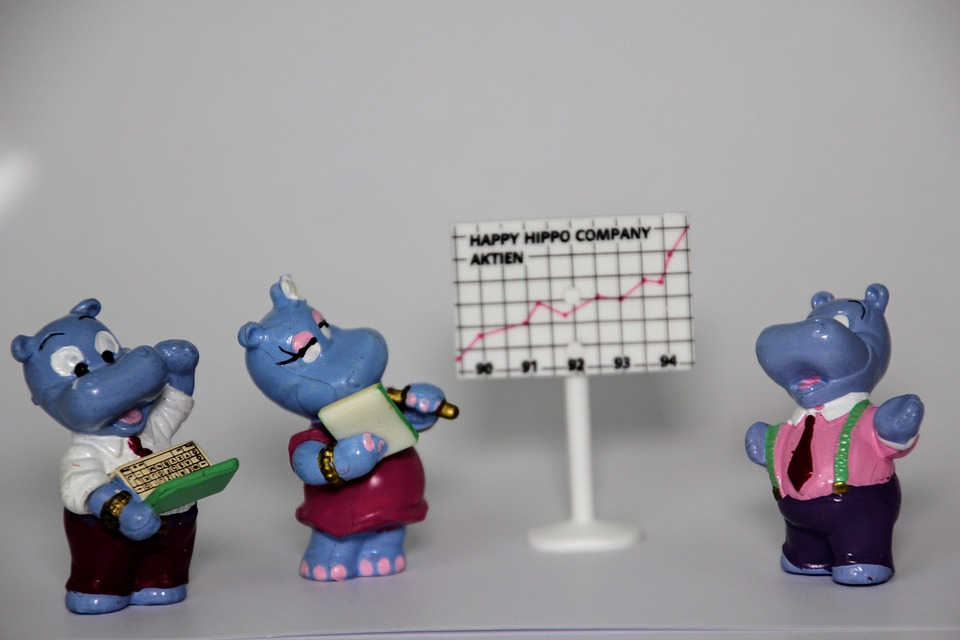 HAPPY HIPPO COMPANY
AKTIEN
90 91 92 93 94